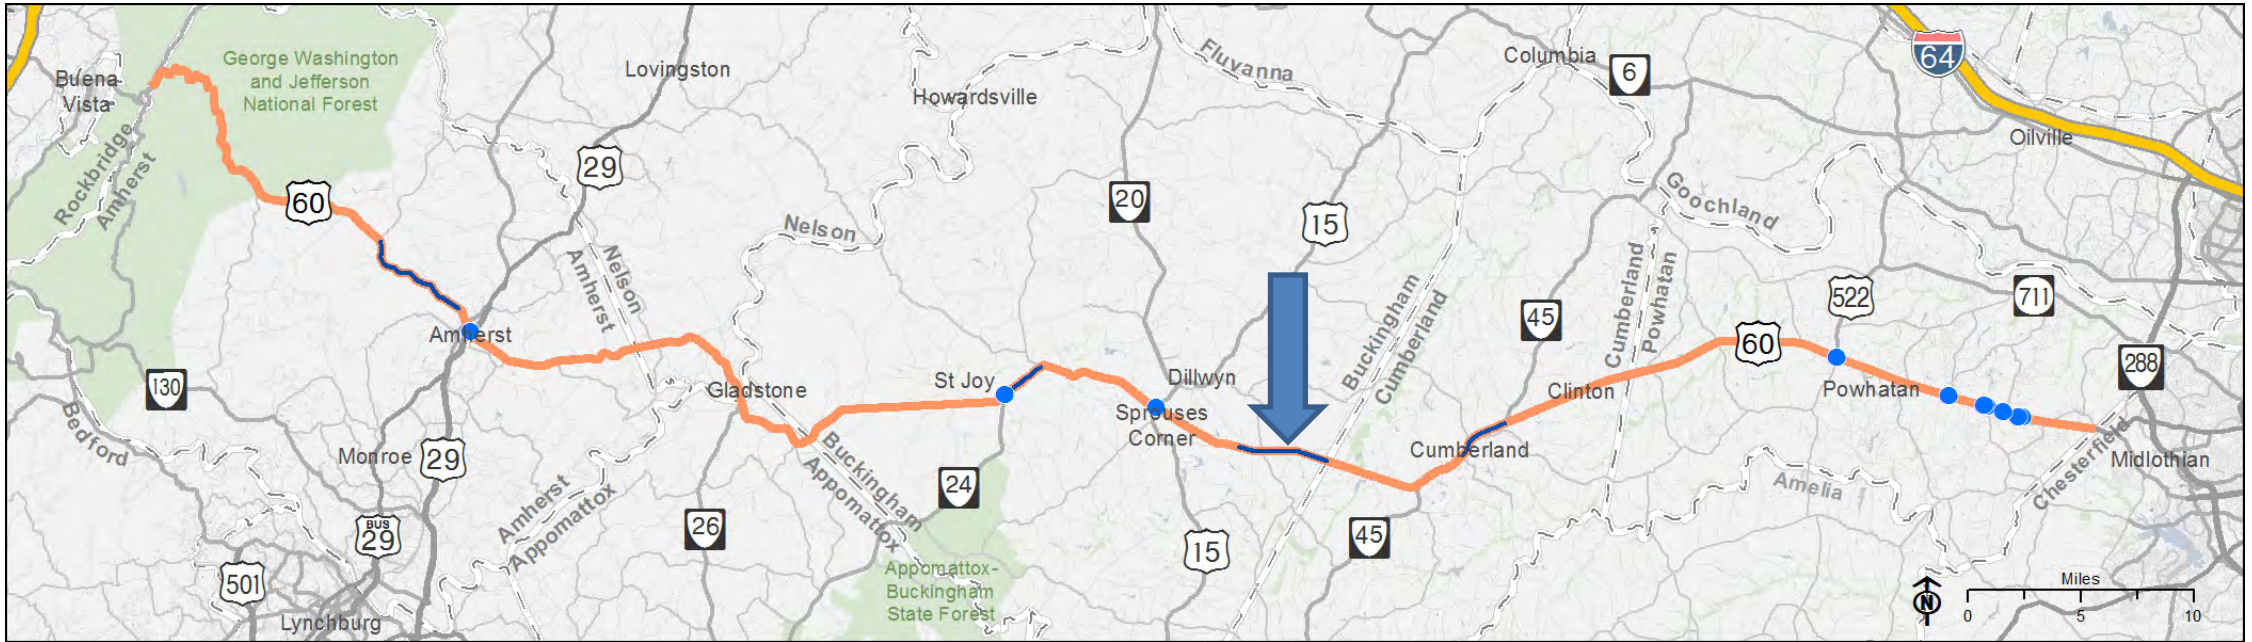 George Washington
and Jefferson
National Forest
Buena
Vista
Lovingston
Howardsville
Fluvanna
Columbia
6
64
Oilville
Rockbridge
Amherst
60
29
Nelson
Amherst
Nelson
20
15
Goochland
Buckingham
Cumberland
45
Cumberland
Powhatan
522
711
60
288
Amherst
130
Bedford
Monroe
29
BUS
29
501
Lynchburg
Gladstone
St Joy
Dillwyn
Sprouses
Corner
Clinton
Powhatan
Cumberland
Midlothian
Chesterfield
Amelia
Buckingham
Appomattox
Amherst
Appomattox
26
24
15
45
Appomattox-
Buckingham
State Forest
N
Miles
0 5 10